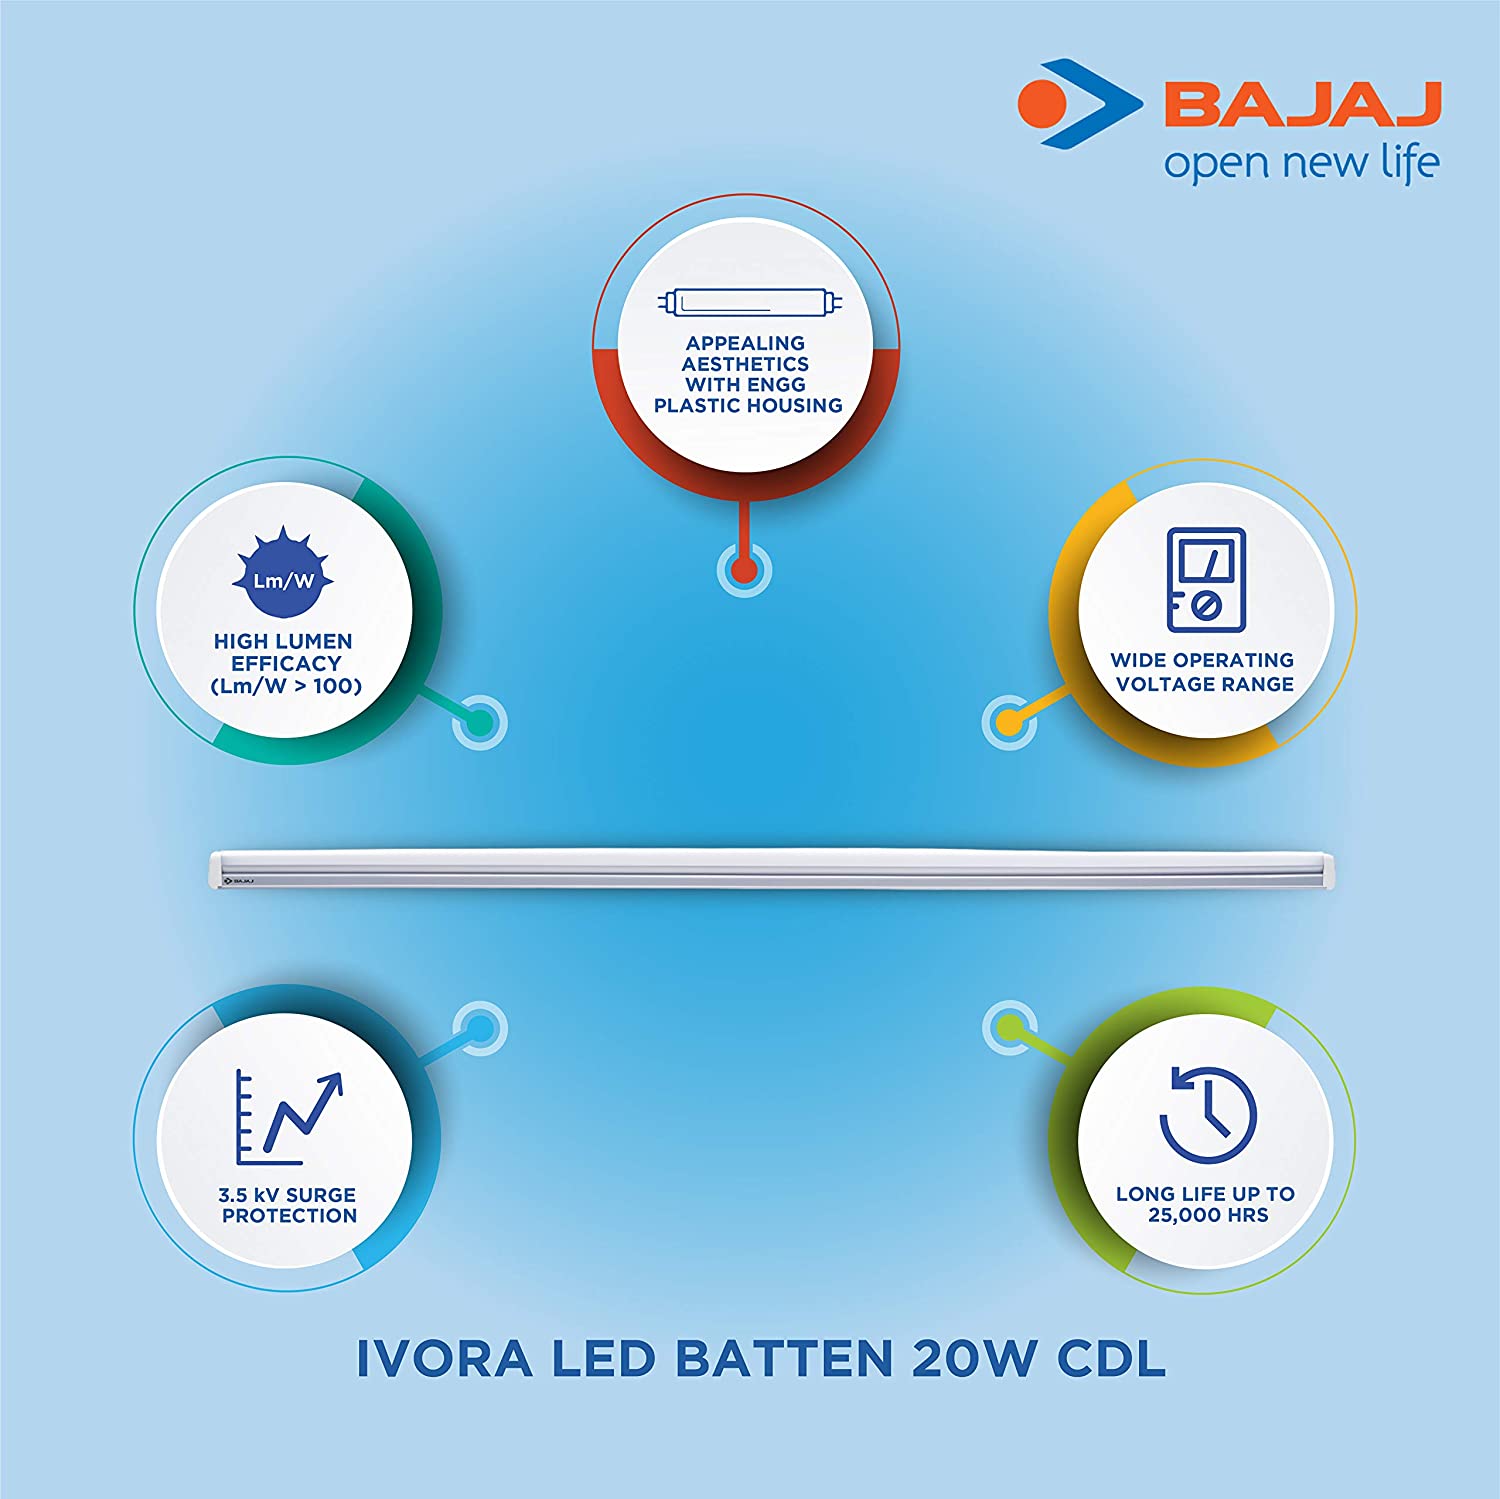 BAJAJ
open new life
APPEALING
AESTHETICS
WITH ENGG
PLASTIC HOUSING
Lm/W
HIGH LUMEN
EFFICACY
(Lm/W > 100)
WIDE OPERATING
VOLTAGE RANGE
BAJAJ
3.5 kV SURGE
PROTECTION
LONG LIFE UP TO
25,000 HRS
IVORA LED BATTEN 20W CDL